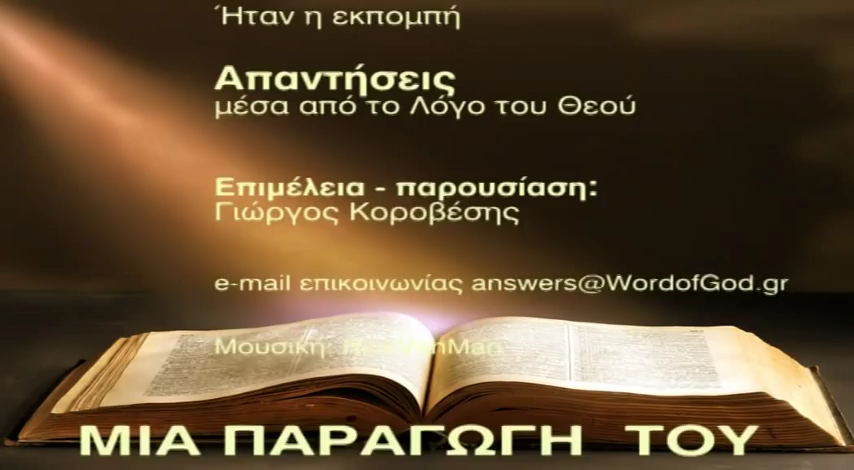 Ήταν η εκπομπή
Απαντήσεις
μέσα από το Λόγο του Θεού
Επιμέλεια - παρουσίαση:
Γιώργος Κοροβέσης
e-mail επικοινωνίας answers@WordofGod.gr
Μουσική:
ΜΙΑ ΠΑΡΑΓΩΓΗ ΤΟΥ